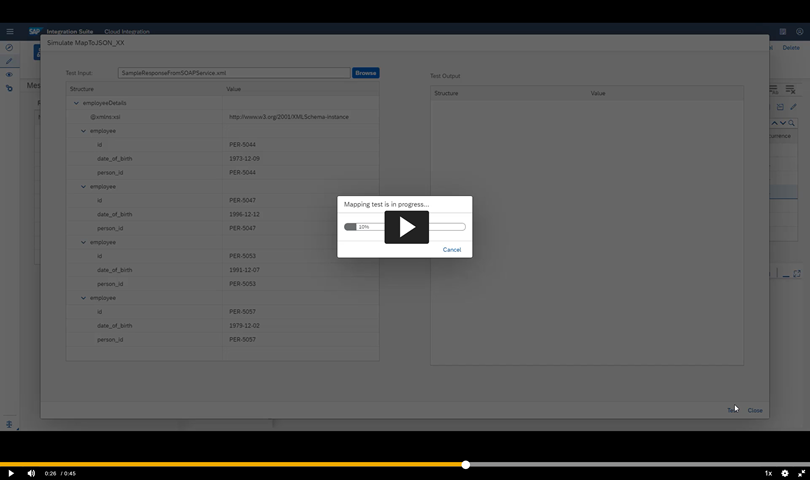 SAP Integration Suite Cloud Integration
Simulate MapToJSON_XX
Delete
Test Input SampleResponseFromSOAPService.xml Browse
Test Output
Structure Value
Structure Value
employeeDetails
@xmlns:xsi http://www.w3.org/2001/XMLSchema-instance
employee
id PER-5044
date_of_birth 1973-12-09
person_id PER-5044
employee
id PER-5047
date_of_birth 1996-12-12
person_id PER-5047
employee
id PER-5053
date_of_birth 1991-12-07
person_id PER-5053
employee
id PER-5057
date_of_birth 1979-12-02
person_id PER-5057
Mapping test is in progress...
10%
Cancel
Close
0:26 / 0:45
1x